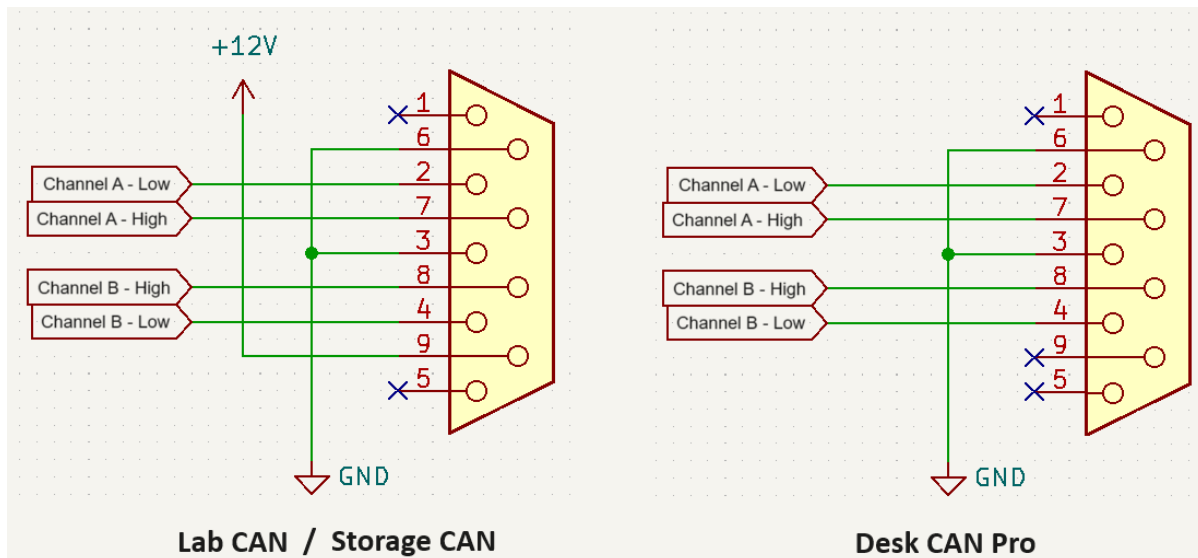 +12V
1
6
Channel A - Low
2
Channel A - High
7
3
Channel B - High
8
Channel B - Low
4
9
5
GND
Lab CAN / Storage CAN
1
6
Channel A - Low
2
Channel A - High
7
3
Channel B - High
8
Channel B - Low
4
9
5
GND
Desk CAN Pro